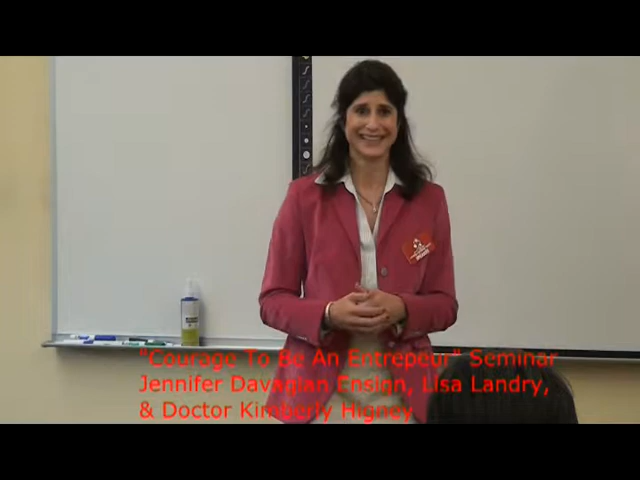 "Courage To Be An Entrepeur" Seminar
Jennifer Davagian Ensign, Lisa Landry,
& Doctor Kimberly Higney